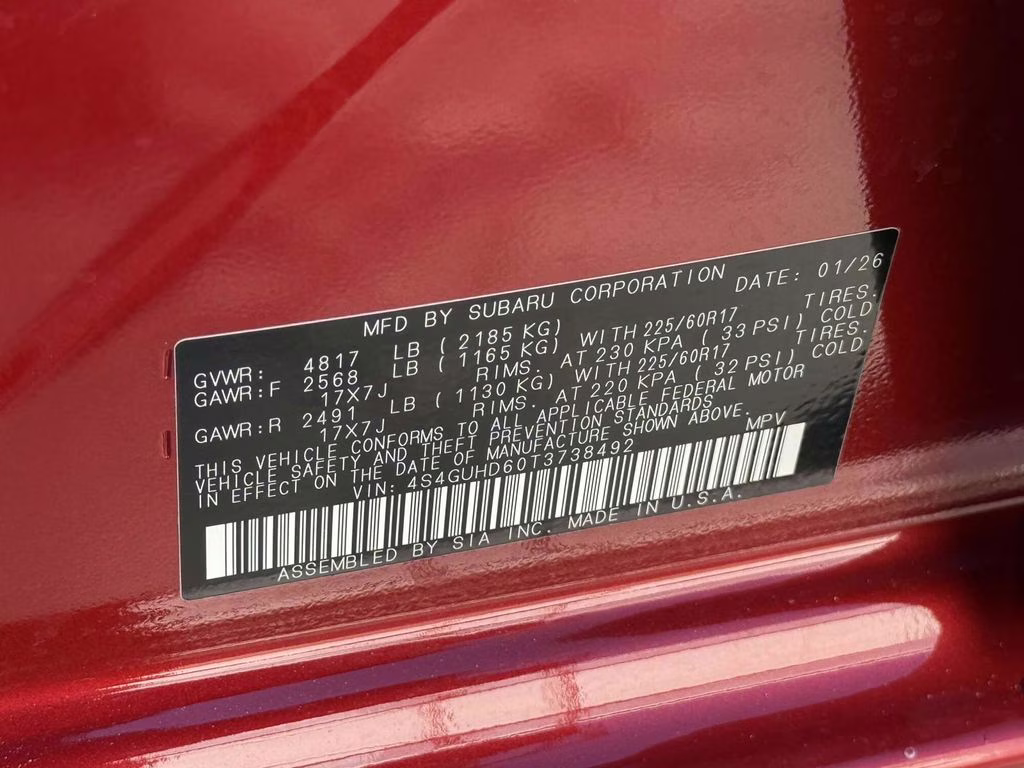 MFD BY SUBARU CORPORATION DATE: 01/26
GVWR: 4817 LB ( 2185 KG)
GAWR:F 2568 LB ( 1165 KG) WITH 225/60R17 TIRES.
17X7J RIMS. AT 230 KPA ( 33 PSI) COLD
GAWR:R 2491 LB ( 1130 KG) WITH 225/60R17 TIRES.
17X7J RIMS. AT 220 KPA ( 32 PSI) COLD
THIS VEHICLE CONFORMS TO ALL APPLICABLE FEDERAL MOTOR
VEHICLE SAFETY AND THEFT PREVENTION STANDARDS
IN EFFECT ON THE DATE OF MANUFACTURE SHOWN ABOVE.
VIN: 4S4GUHD60T3738492 MPV
ASSEMBLED BY SIA INC. MADE IN U.S.A.